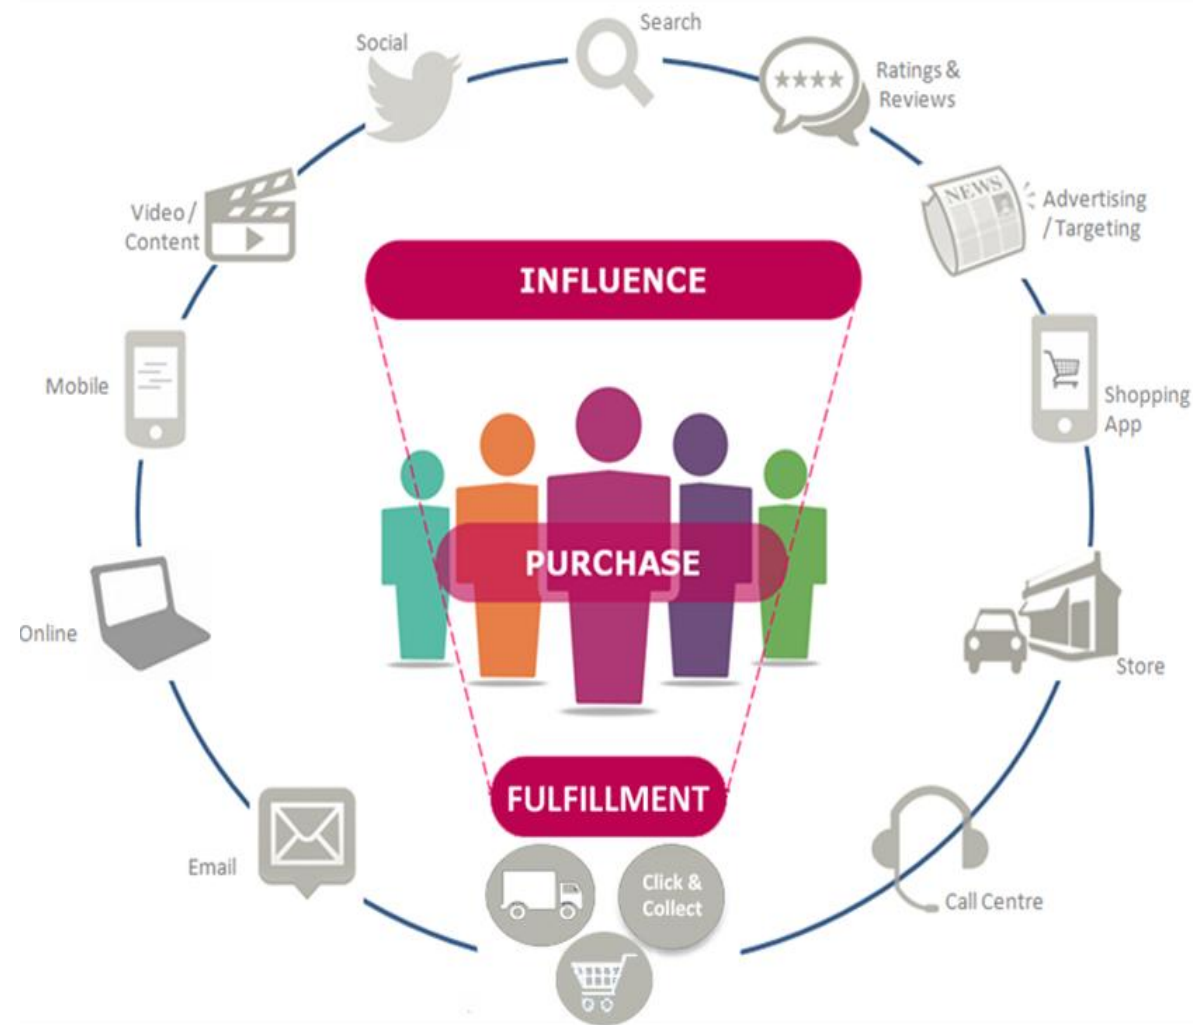 Search
Social
Ratings &
Reviews
NEWS
Advertising
/ Targeting
Video /
Content
INFLUENCE
Mobile
Shopping
App
PURCHASE
Online
Store
FULFILLMENT
Email
Click &
Collect
Call Centre